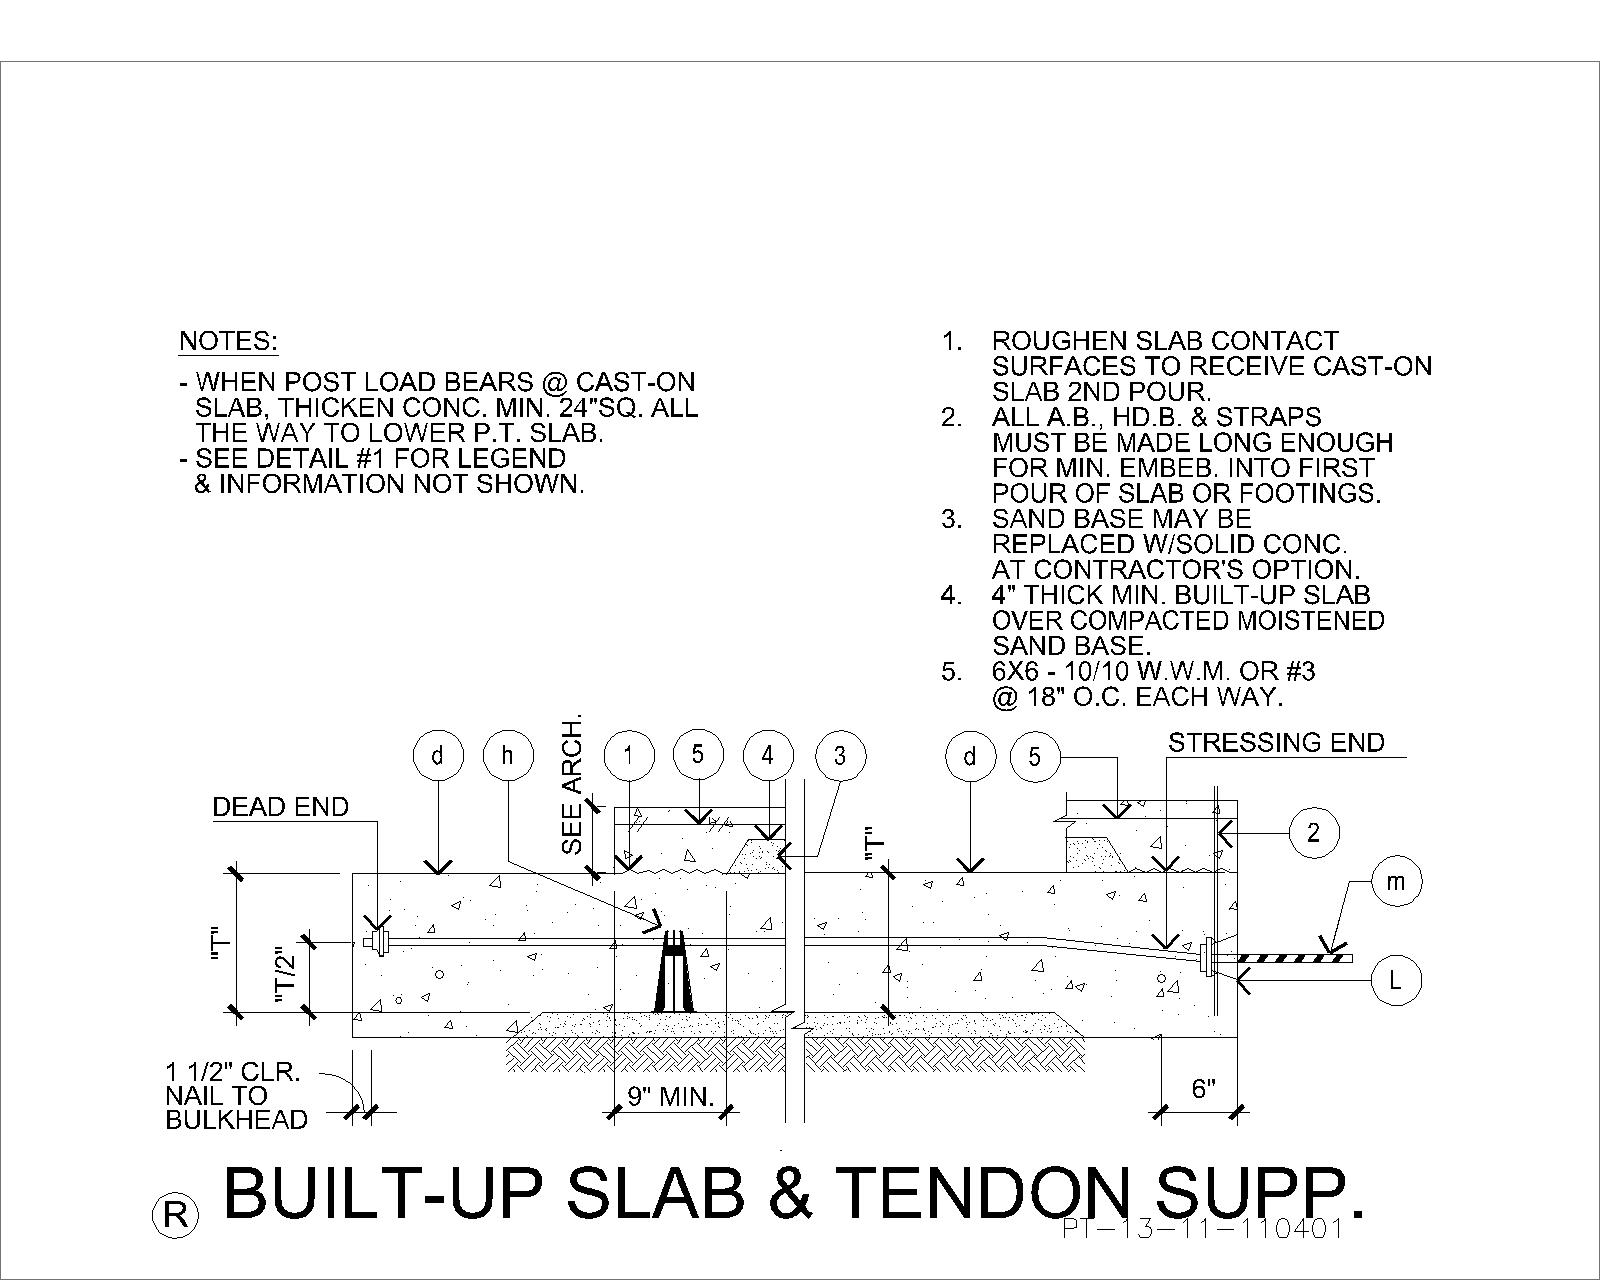 NOTES:
- WHEN POST LOAD BEARS @ CAST-ON
SLAB, THICKEN CONC. MIN. 24"SQ. ALL
THE WAY TO LOWER P.T. SLAB.
- SEE DETAIL #1 FOR LEGEND
& INFORMATION NOT SHOWN.
1. ROUGHEN SLAB CONTACT
SURFACES TO RECEIVE CAST-ON
SLAB 2ND POUR.
2. ALL A.B., HD.B. & STRAPS
MUST BE MADE LONG ENOUGH
FOR MIN. EMBEB. INTO FIRST
POUR OF SLAB OR FOOTINGS.
3. SAND BASE MAY BE
REPLACED W/SOLID CONC.
AT CONTRACTOR'S OPTION.
4. 4" THICK MIN. BUILT-UP SLAB
OVER COMPACTED MOISTENED
SAND BASE.
5. 6X6 - 10/10 W.W.M. OR #3
@ 18" O.C. EACH WAY.
d
h
SEE ARCH.
1
5
4
3
d
5
STRESSING END
DEAD END
2
"T"
m
"T"
"T/2"
L
1 1/2" CLR.
NAIL TO
BULKHEAD
9" MIN.
6"
R
BUILT-UP SLAB & TENDON SUPP.
PT-13-11-110401